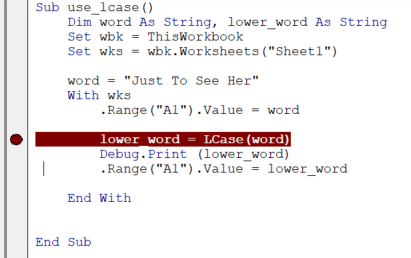 Sub use_lcase()
Dim word As String, lower_word As String
Set wbk = ThisWorkbook
Set wks = wbk.Worksheets("Sheet1")
word = "Just To See Her"
With wks
.Range("A1").Value = word
lower_word = LCase(word)
Debug.Print (lower_word)
.Range("A1").Value = lower_word
End With
End Sub